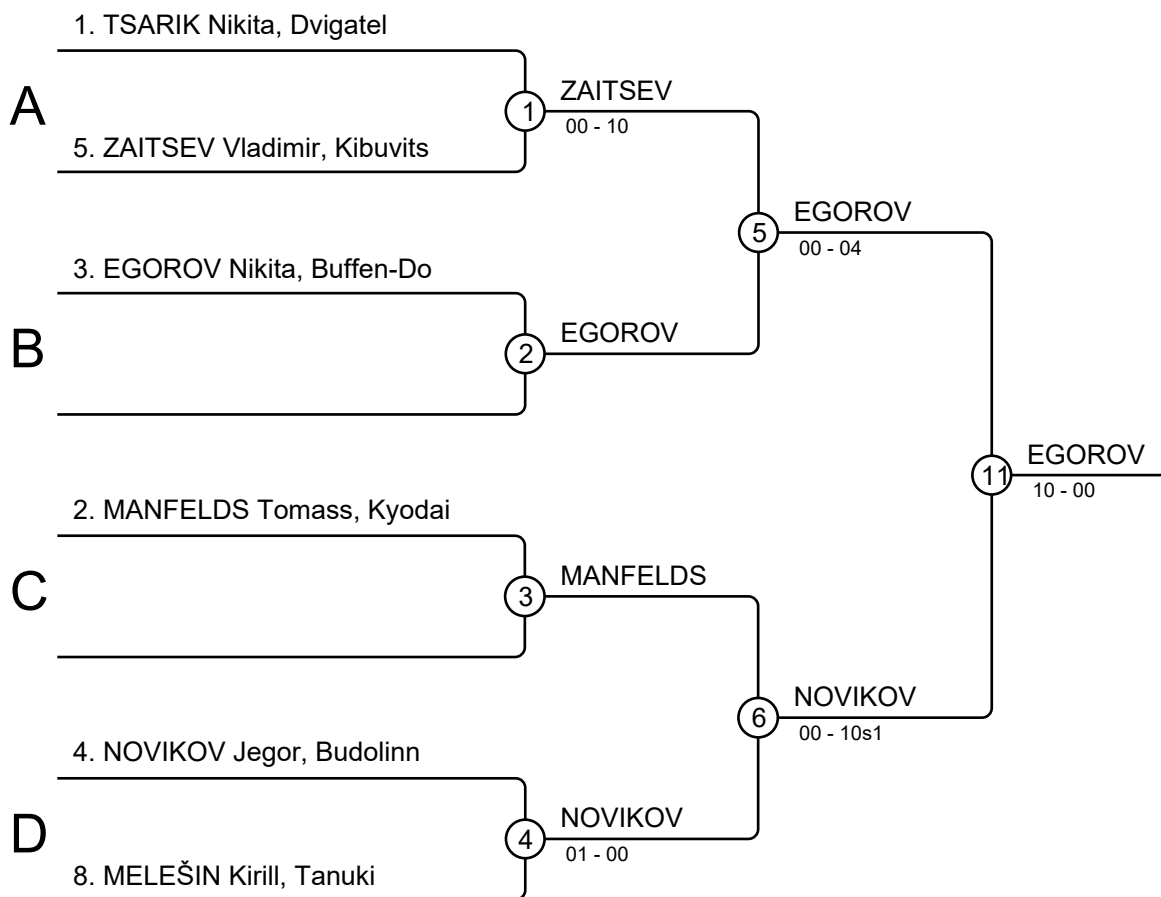 1. TSARIK Nikita, Dvigatel
A
1
ZAITSEV
00 - 10
5. ZAITSEV Vladimir, Kibuvits
5
EGOROV
00 - 04
3. EGOROV Nikita, Buffen-Do
B
2
EGOROV
11
EGOROV
10 - 00
2. MANFELDS Tomass, Kyodai
C
3
MANFELDS
6
NOVIKOV
00 - 10s1
4. NOVIKOV Jegor, Budolinn
D
4
NOVIKOV
01 - 00
8. MELEŠIN Kirill, Tanuki